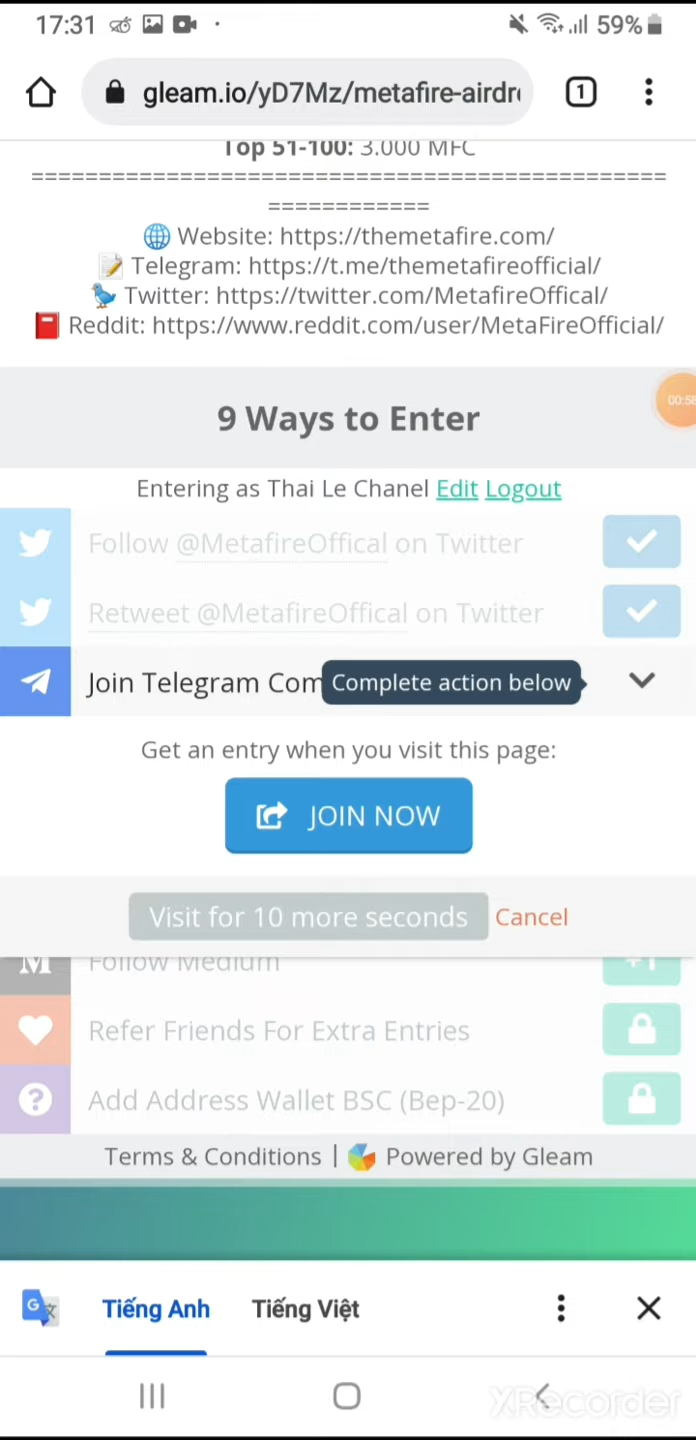 17:31
59%
gleam.io/yD7Mz/metafire-airdr
1
Top 51-100: 3.000 MFC
===============================================
============
Website: https://themetafire.com/
Telegram: https://t.me/themetafireofficial/
Twitter: https://twitter.com/MetafireOffical/
Reddit: https://www.reddit.com/user/MetaFireOfficial/
00:58
9 Ways to Enter
Entering as Thai Le Chanel Edit Logout
Follow @MetafireOffical on Twitter
Retweet @MetafireOffical on Twitter
Join Telegram Com
Complete action below
Get an entry when you visit this page:
JOIN NOW
Visit for 10 more seconds Cancel
Follow Medium +1
Refer Friends For Extra Entries
Add Address Wallet BSC (Bep-20)
Terms & Conditions | Powered by Gleam
G Tiếng Anh Tiếng Việt
XRecorder